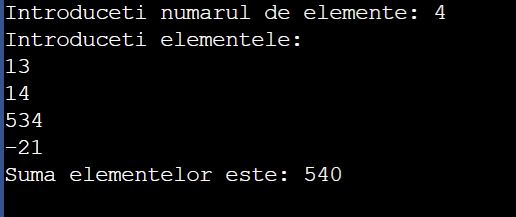 Introduceti numarul de elemente: 4
Introduceti elementele:
13
14
534
-21
Suma elementelor este: 540